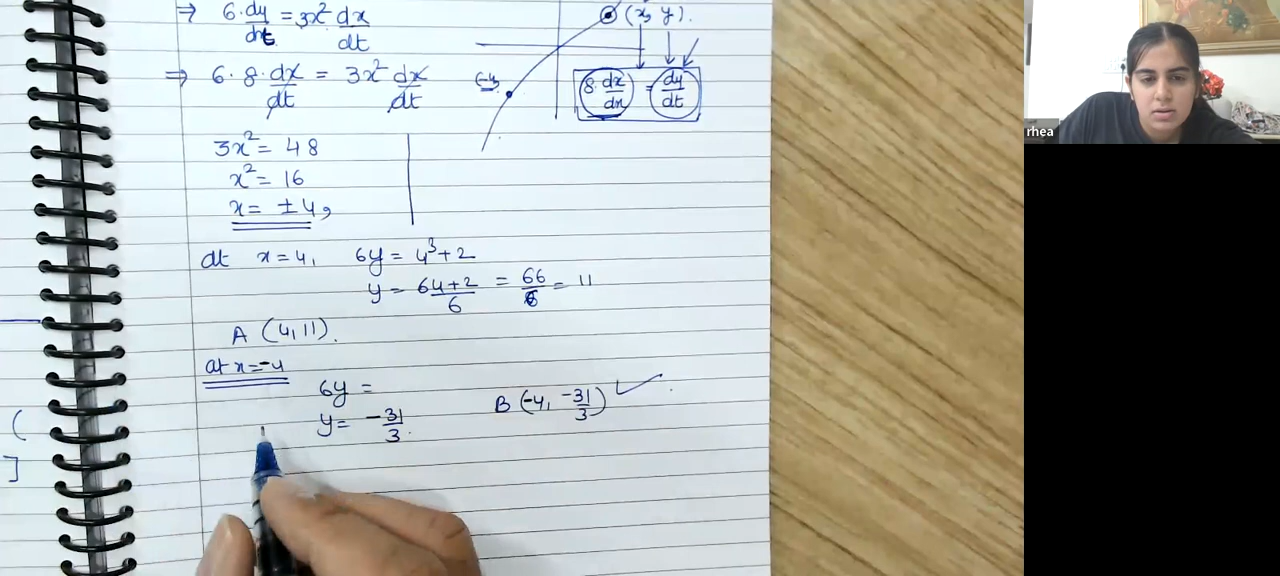 ⇒ 6·dy/dt = 3x² dx/dt
(x, y).
⇒ 6·8·dx/dt = 3x² dx/dt
8·dx/dn = dy/dt
3x² = 48
x² = 16
x = ±4,
at x=4, 6y = 4³+2
y = 64+2/6 = 66/6 = 11
A (4,11).
at x=-4
6y =
y = -31/3.
B (-4, -31/3)
(
]
rhea